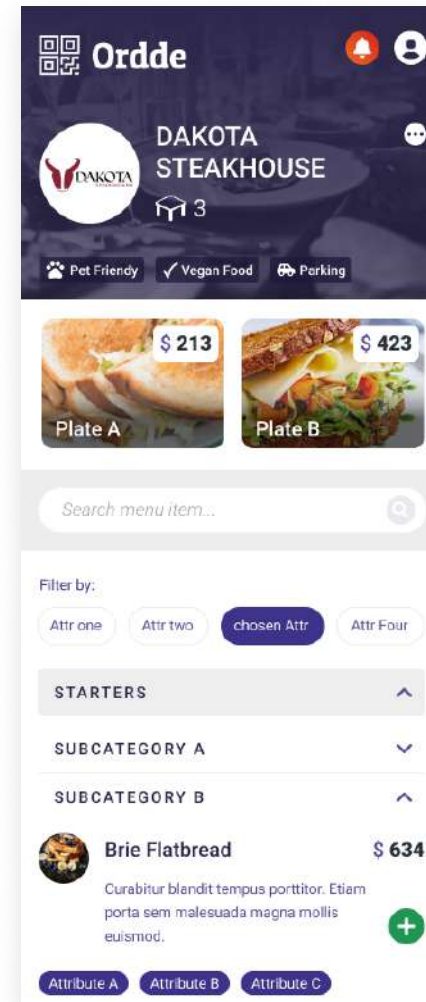 Ordde
DAKOTA
STEAKHOUSE
DAKOTA
3
Pet Friendy
Vegan Food
Parking
$ 213
$ 423
Plate A
Plate B
Search menu item...
Filter by:
Attr one
Attr two
chosen Attr
Attr Four
STARTERS
SUBCATEGORY A
SUBCATEGORY B
Brie Flatbread
$ 634
Curabitur blandit tempus porttitor. Etiam
porta sem malesuada magna mollis
euismod.
Attribute A
Attribute B
Attribute C